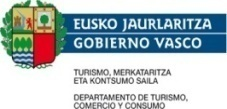 EUSKO JAURLARITZA
GOBIERNO VASCO
TURISMO, MERKATARITZA
ETA KONTSUMO SAILA
DEPARTAMENTO DE TURISMO,
COMERCIO Y CONSUMO